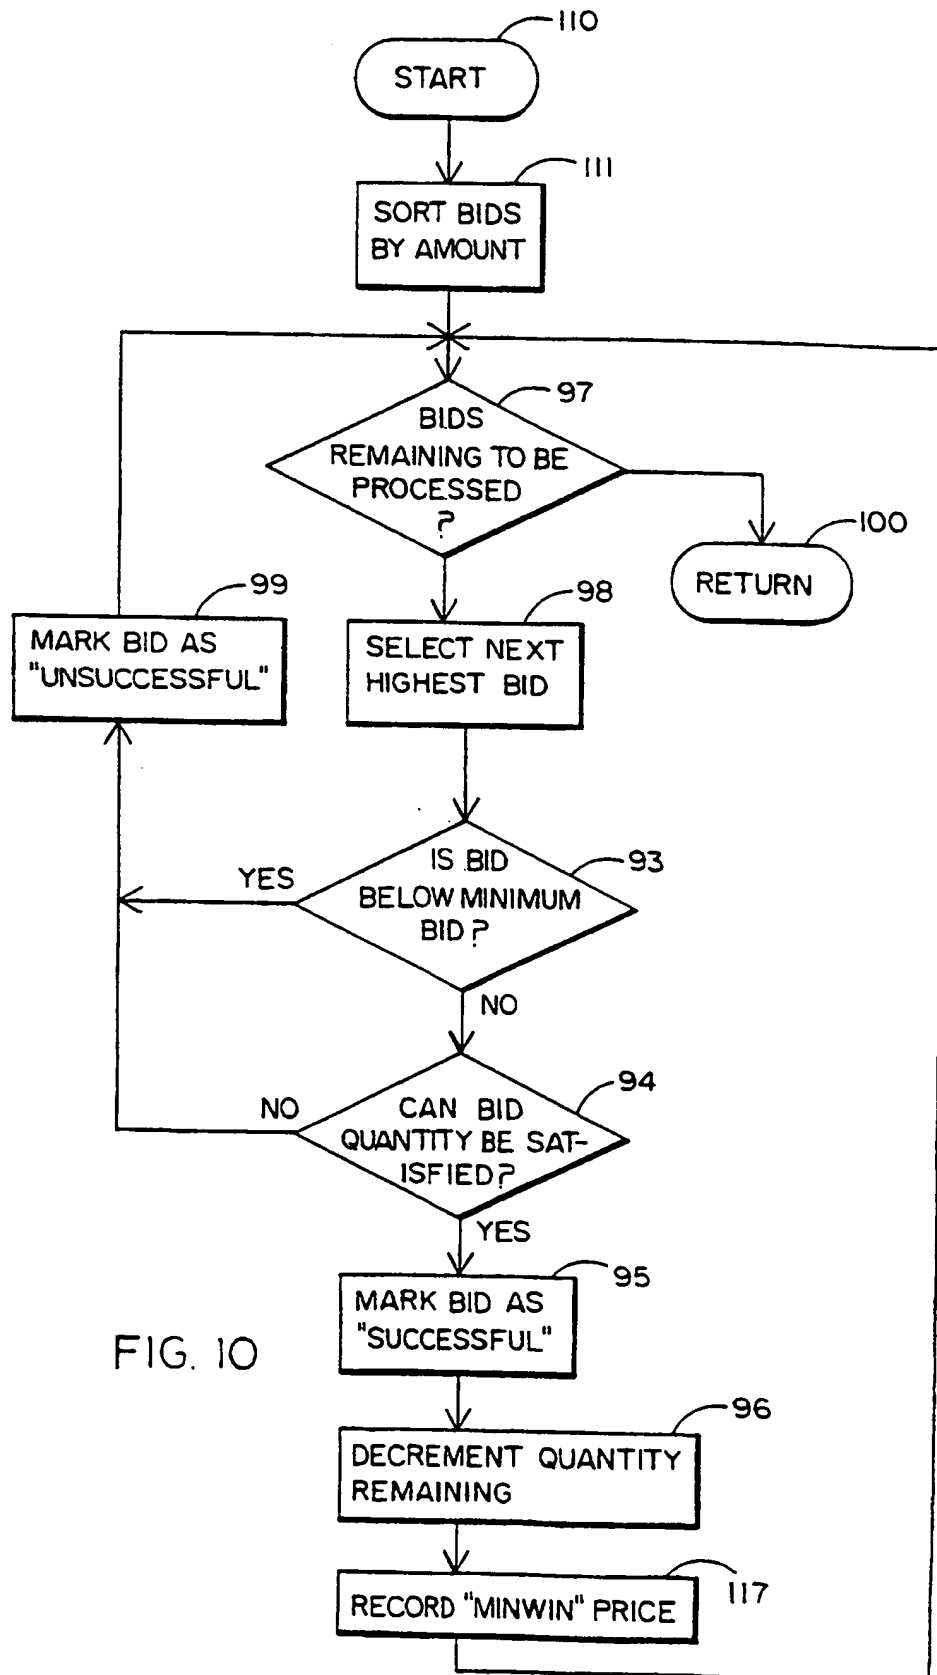 110
START
111
SORT BIDS
BY AMOUNT
97
BIDS
REMAINING TO BE
PROCESSED
?
100
RETURN
99
MARK BID AS
"UNSUCCESSFUL"
98
SELECT NEXT
HIGHEST BID
93
IS BID
BELOW MINIMUM
BID?
YES
NO
94
CAN BID
QUANTITY BE SAT-
ISFIED?
NO
YES
95
MARK BID AS
"SUCCESSFUL"
FIG. 10
96
DECREMENT QUANTITY
REMAINING
117
RECORD "MINWIN" PRICE